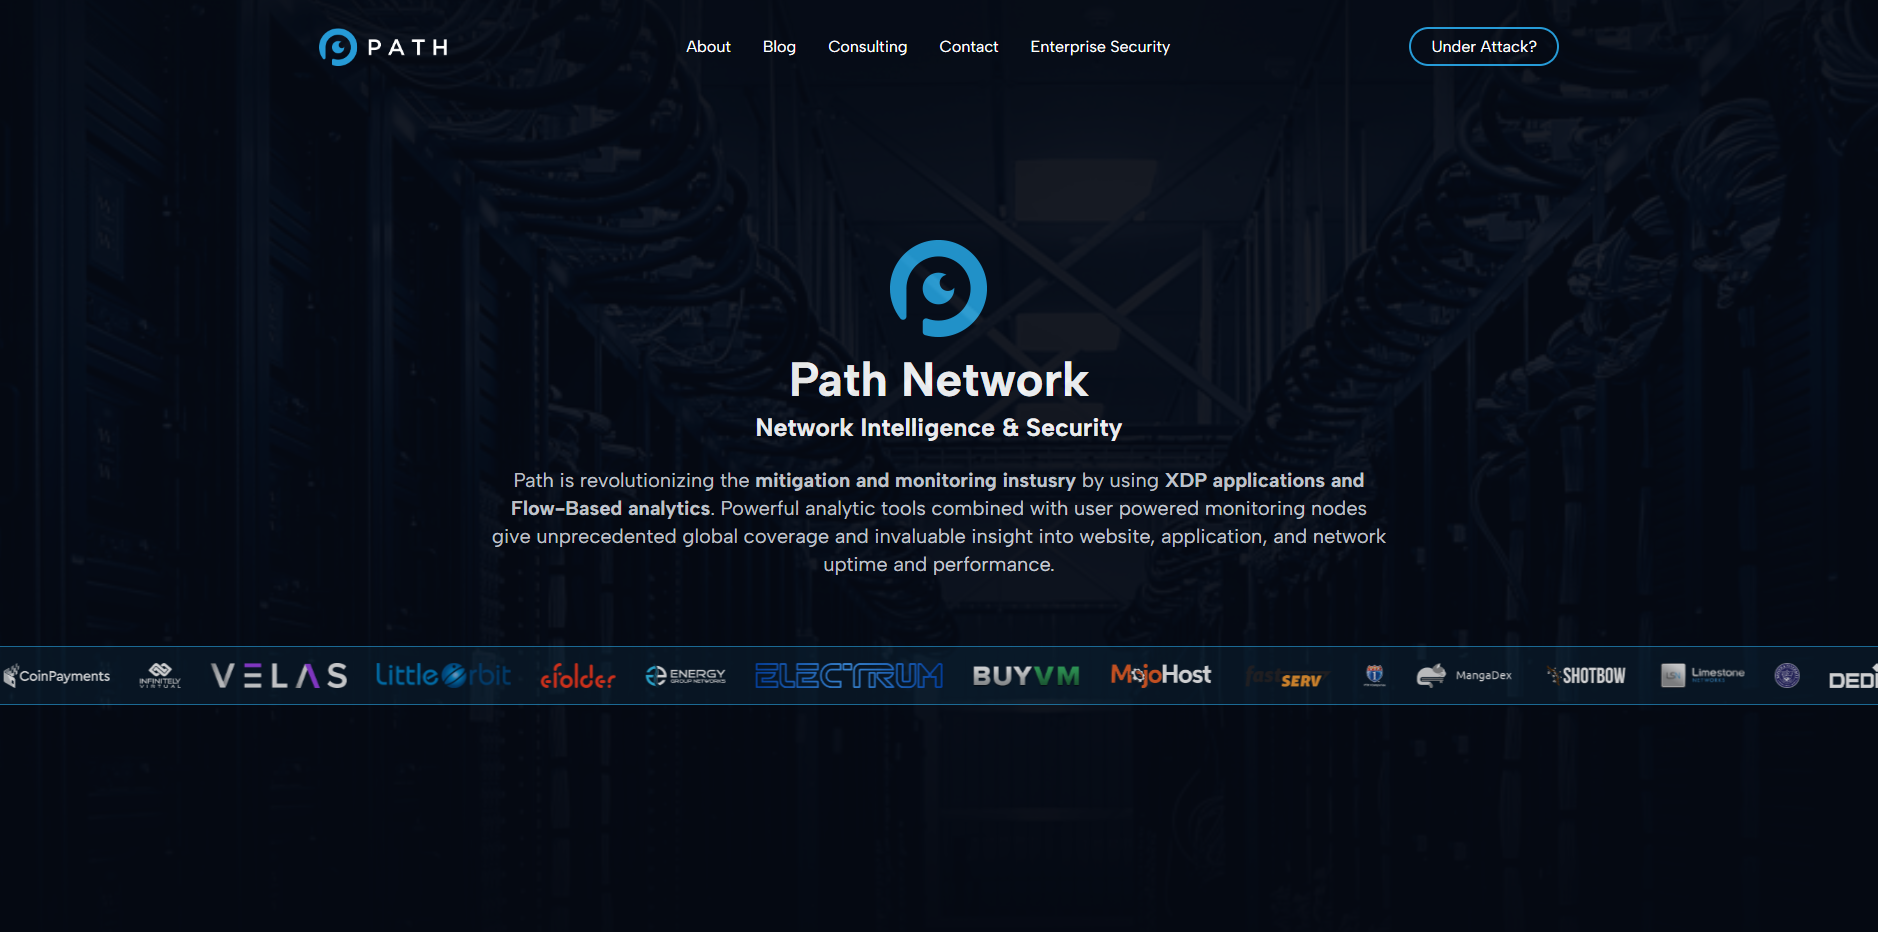 PATH
About Blog Consulting Contact Enterprise Security
Under Attack?
Path Network
Network Intelligence & Security
Path is revolutionizing the mitigation and monitoring instusry by using XDP applications and
Flow-Based analytics. Powerful analytic tools combined with user powered monitoring nodes
give unprecedented global coverage and invaluable insight into website, application, and network
uptime and performance.
CoinPayments
INFINITELY
VIRTUAL
VELAS
LittleOrbit
efolder
ENERGY
GROUP NETWORKS
ELECTRUM
BUYVM
MojoHost
fastSERV
MangaDex
SHOTBOW
Limestone
NETWORKS